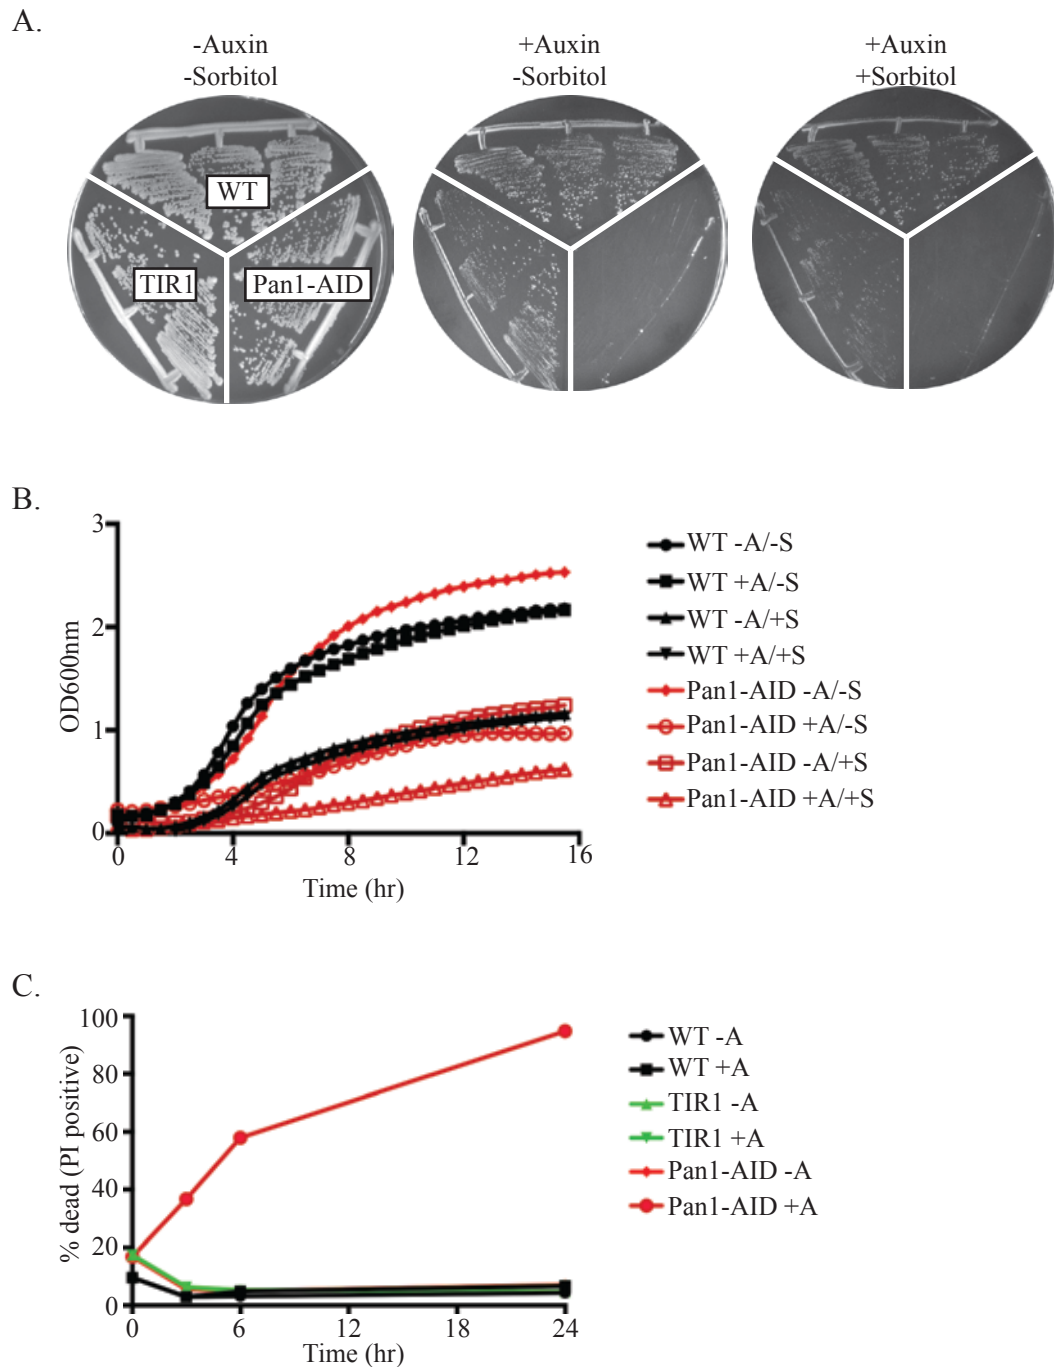 A.
-Auxin
-Sorbitol
+Auxin
-Sorbitol
+Auxin
+Sorbitol
WT
TIR1
Pan1-AID
B.
3
2
1
0
OD600nm
0
4
8
12
16
Time (hr)
WT -A/-S
WT +A/-S
WT -A/+S
WT +A/+S
Pan1-AID -A/-S
Pan1-AID +A/-S
Pan1-AID -A/+S
Pan1-AID +A/+S
C.
100
80
60
40
20
0
% dead (PI positive)
0
6
12
18
24
Time (hr)
WT -A
WT +A
TIR1 -A
TIR1 +A
Pan1-AID -A
Pan1-AID +A